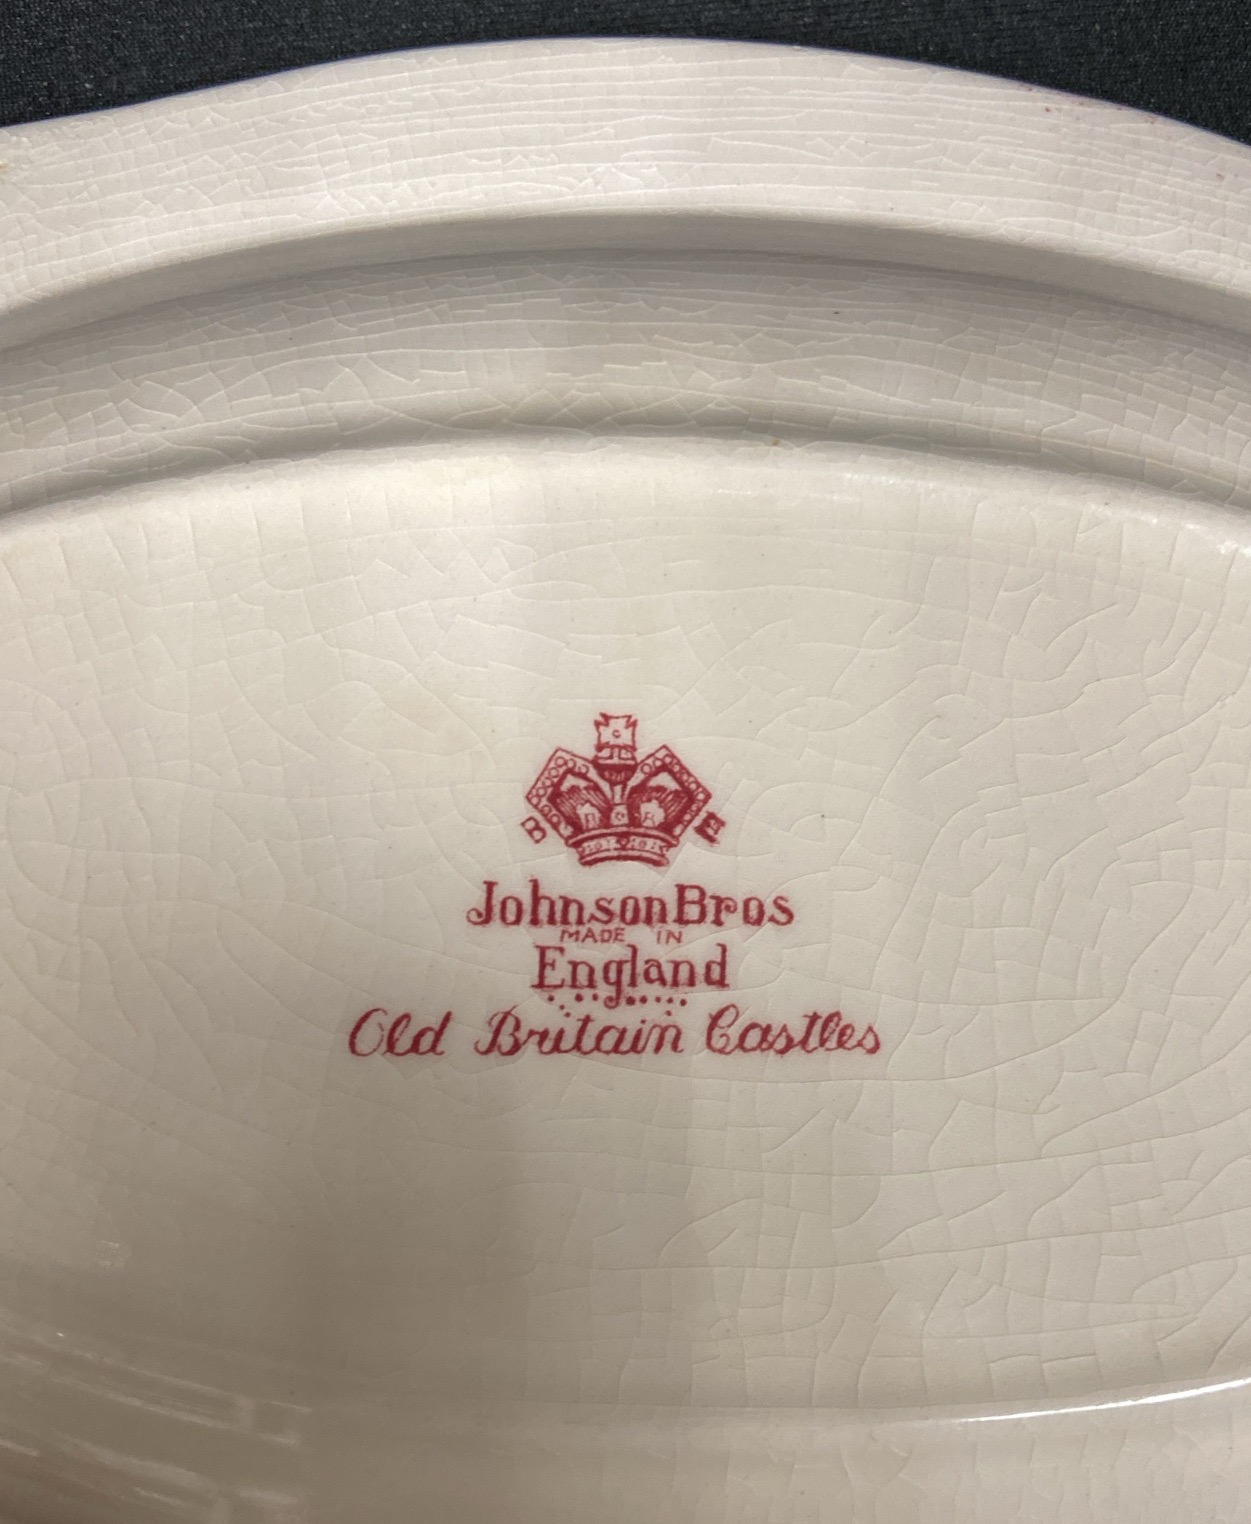 Johnson Bros
MADE IN
England
Old Britain Castles